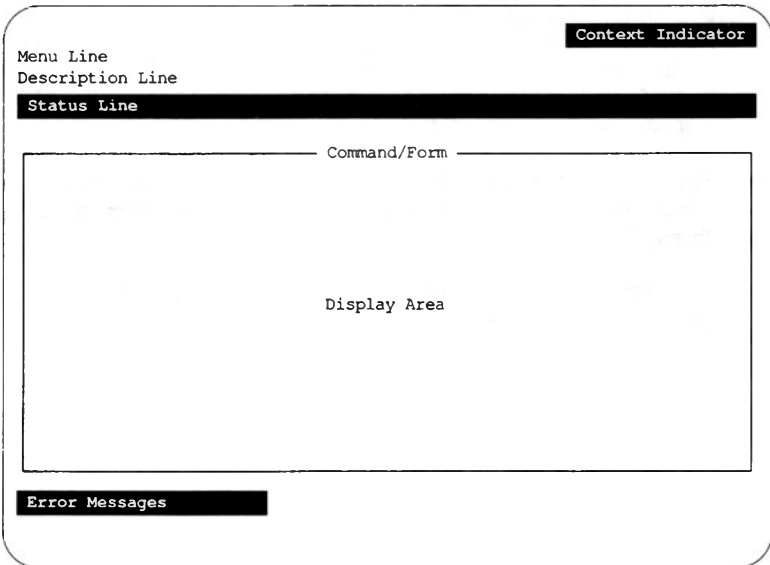 Context Indicator
Menu Line
Description Line
Status Line
Command/Form
Display Area
Error Messages